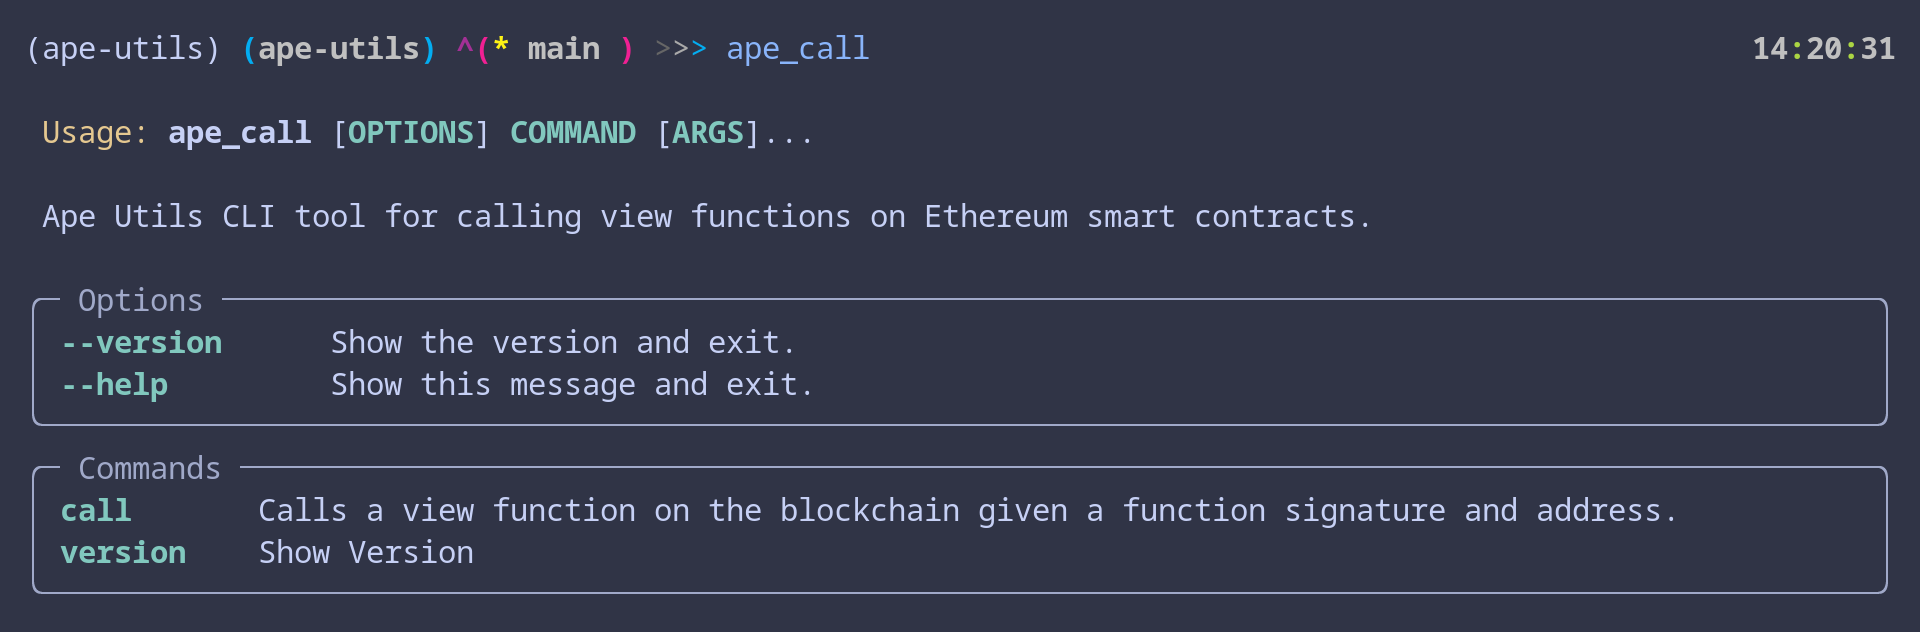 (ape-utils) (ape-utils) ^(* main ) >>> ape_call 14:20:31
Usage: ape_call [OPTIONS] COMMAND [ARGS]...
Ape Utils CLI tool for calling view functions on Ethereum smart contracts.
Options
--version Show the version and exit.
--help Show this message and exit.
Commands
call Calls a view function on the blockchain given a function signature and address.
version Show Version